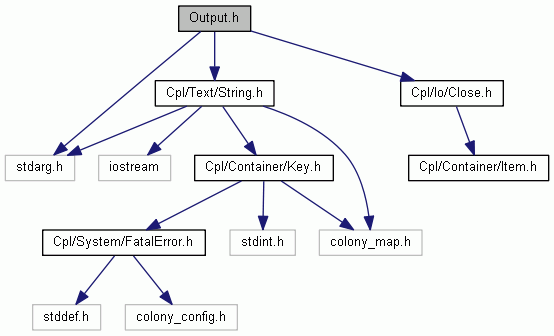 Output.h
Cpl/Text/String.h
Cpl/Io/Close.h
stdarg.h
iostream
Cpl/Container/Key.h
Cpl/Container/Item.h
Cpl/System/FatalError.h
stdint.h
colony_map.h
stddef.h
colony_config.h